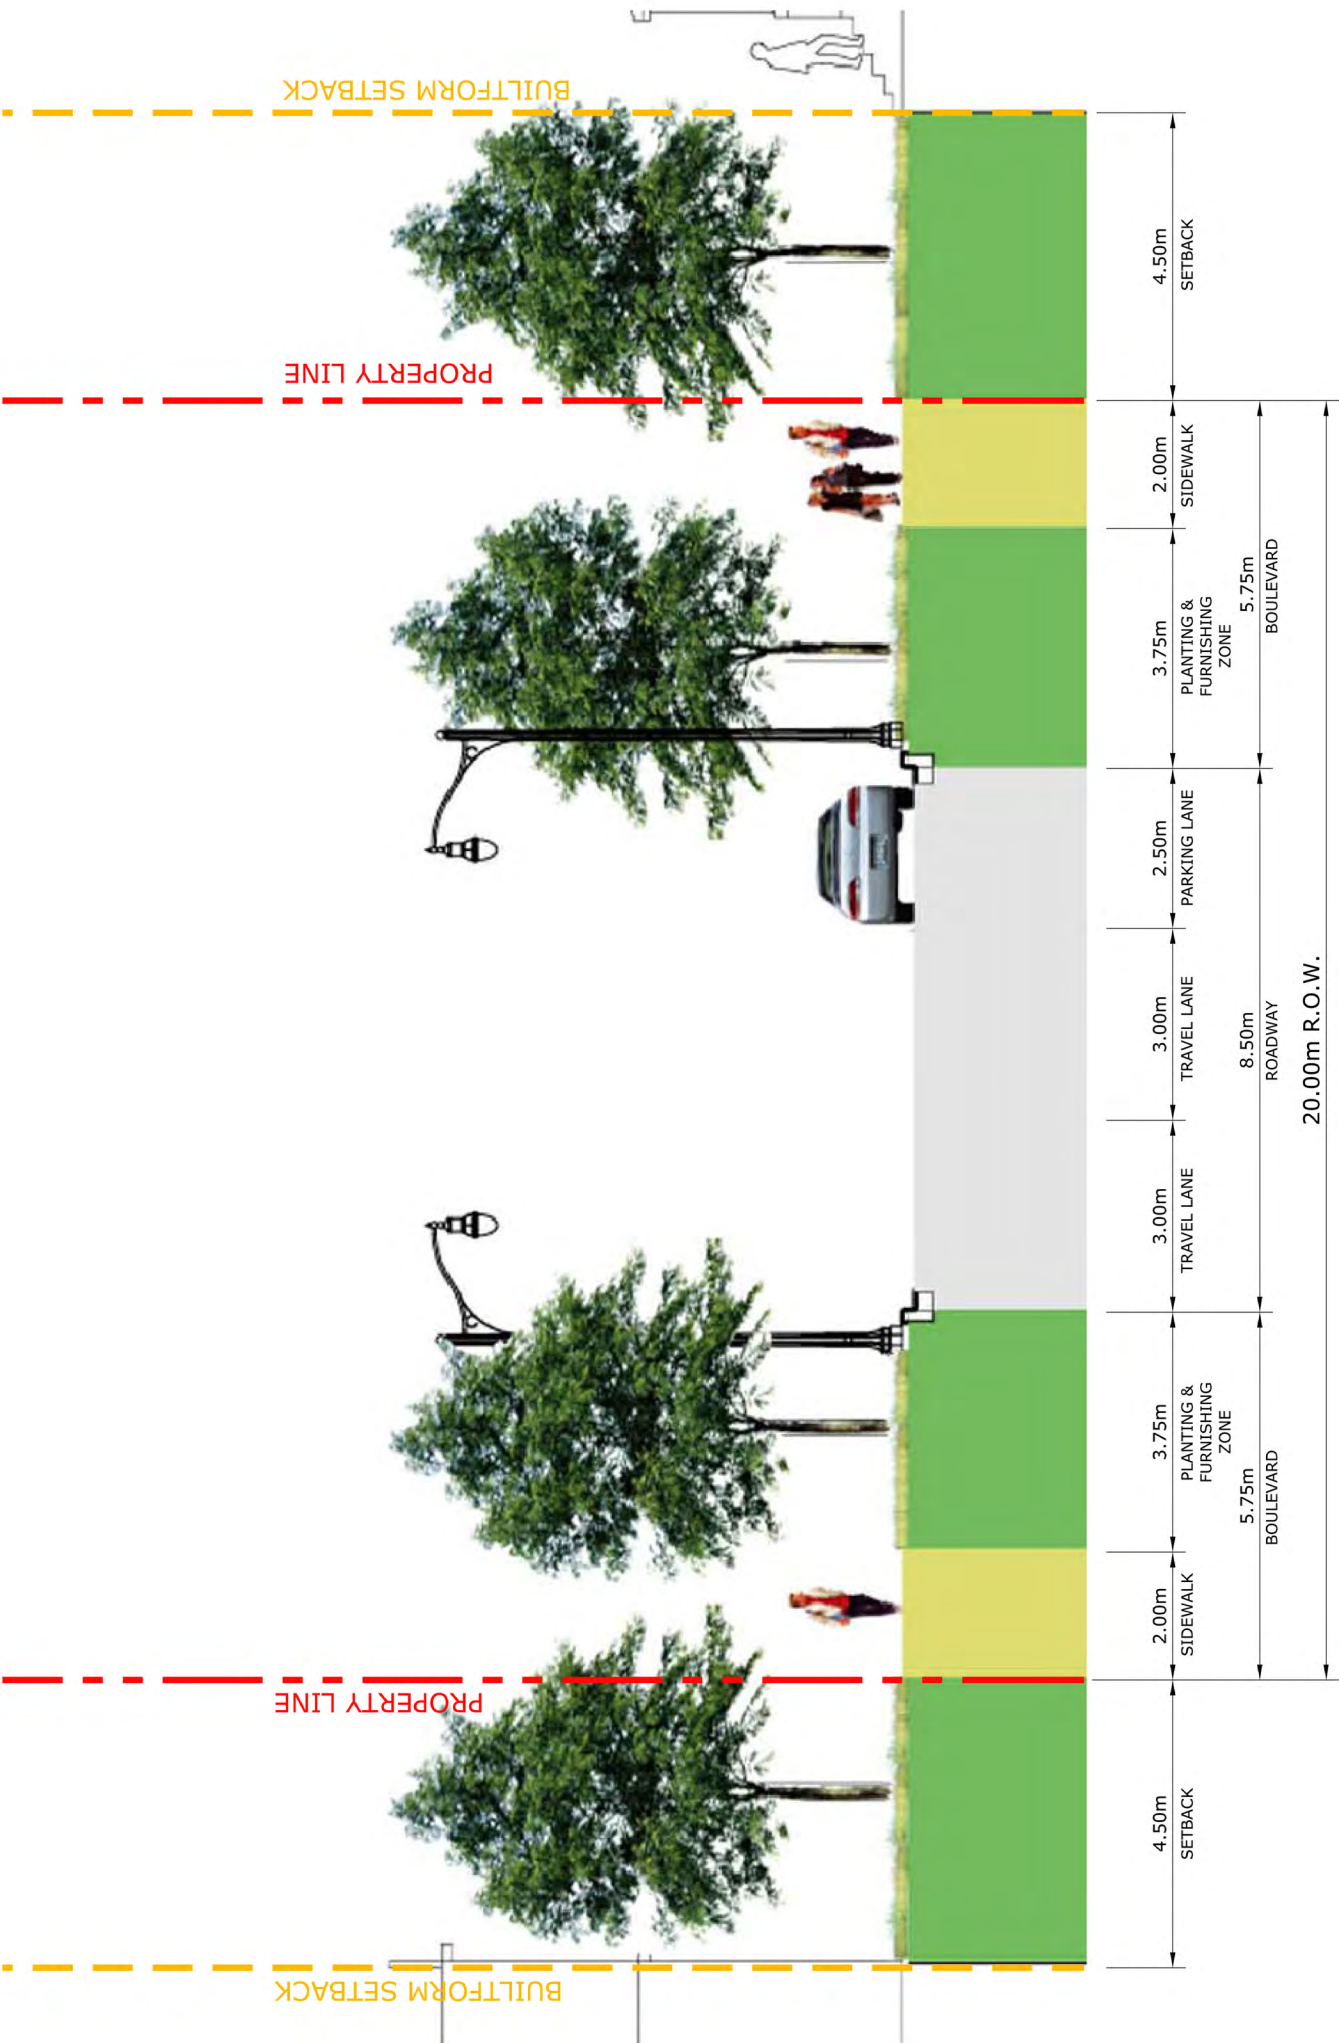 BUILTFORM SETBACK
PROPERTY LINE
PROPERTY LINE
BUILTFORM SETBACK
4.50m
SETBACK
2.00m
SIDEWALK
3.75m
PLANTING &
FURNISHING
ZONE
3.00m
TRAVEL LANE
3.00m
TRAVEL LANE
2.50m
PARKING LANE
3.75m
PLANTING &
FURNISHING
ZONE
2.00m
SIDEWALK
4.50m
SETBACK
5.75m
BOULEVARD
8.50m
ROADWAY
5.75m
BOULEVARD
20.00m R.O.W.